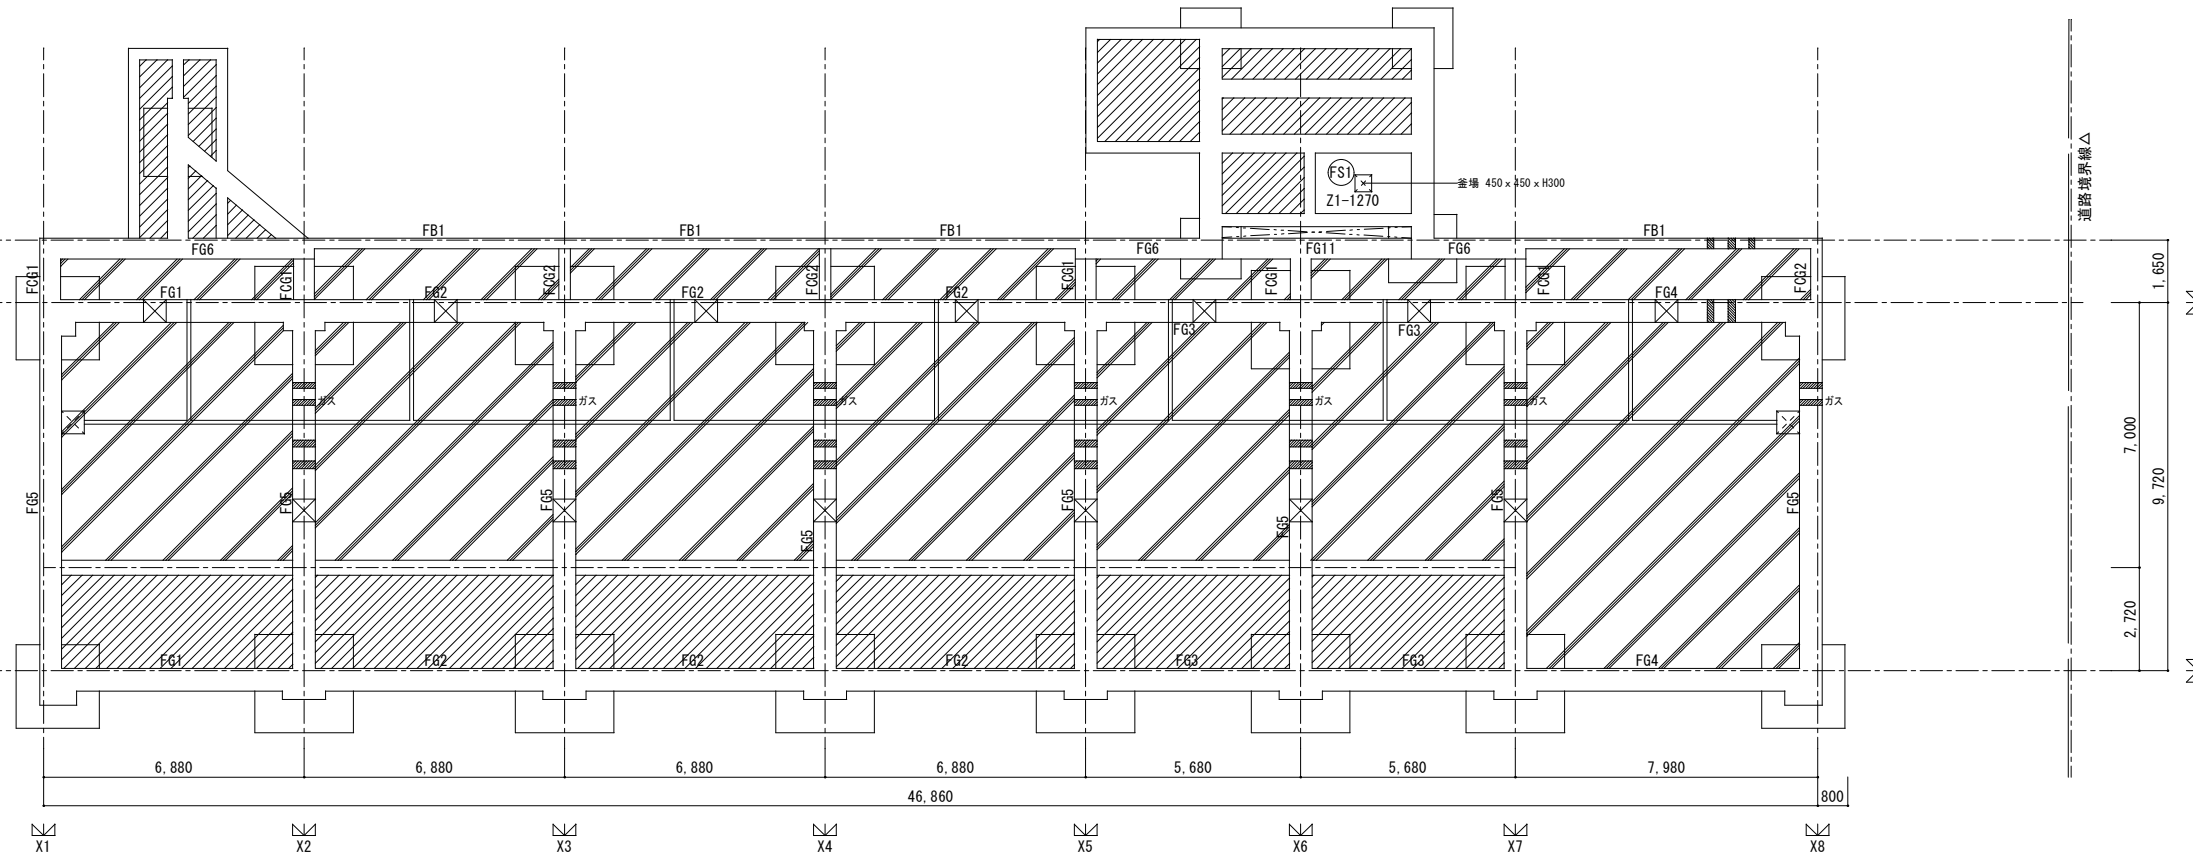 FS1
釜場 450 x 450 x H300
Z1-1270
道路境界線△
FB1
FB1
FB1
FB1
FG6
FG6
FG11
FG6
1,650
FCG1
FCG1
FCG2
FCG2
FCG1
FCG1
FCG1
FCG2
FG1
FG2
FG2
FG2
FG4
FG3
FG3
ガス
ガス
ガス
ガス
ガス
ガス
7,000
9,720
FG5
FG5
FG5
FG5
FG5
FG5
FG5
FG5
2,720
FG1
FG2
FG2
FG2
FG3
FG3
FG4
6,880
6,880
6,880
6,880
5,680
5,680
7,980
46,860
800
X1
X2
X3
X4
X5
X6
X7
X8